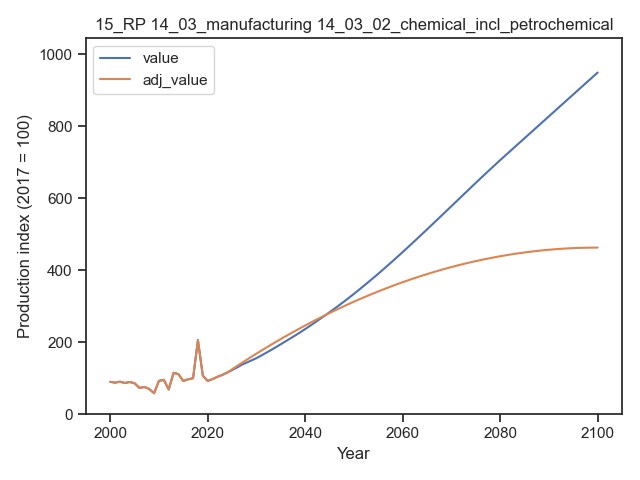 15_RP 14_03_manufacturing 14_03_02_chemical_incl_petrochemical
value
adj_value
Production index (2017 = 100)
1000
800
600
400
200
0
2000 2020 2040 2060 2080 2100
Year